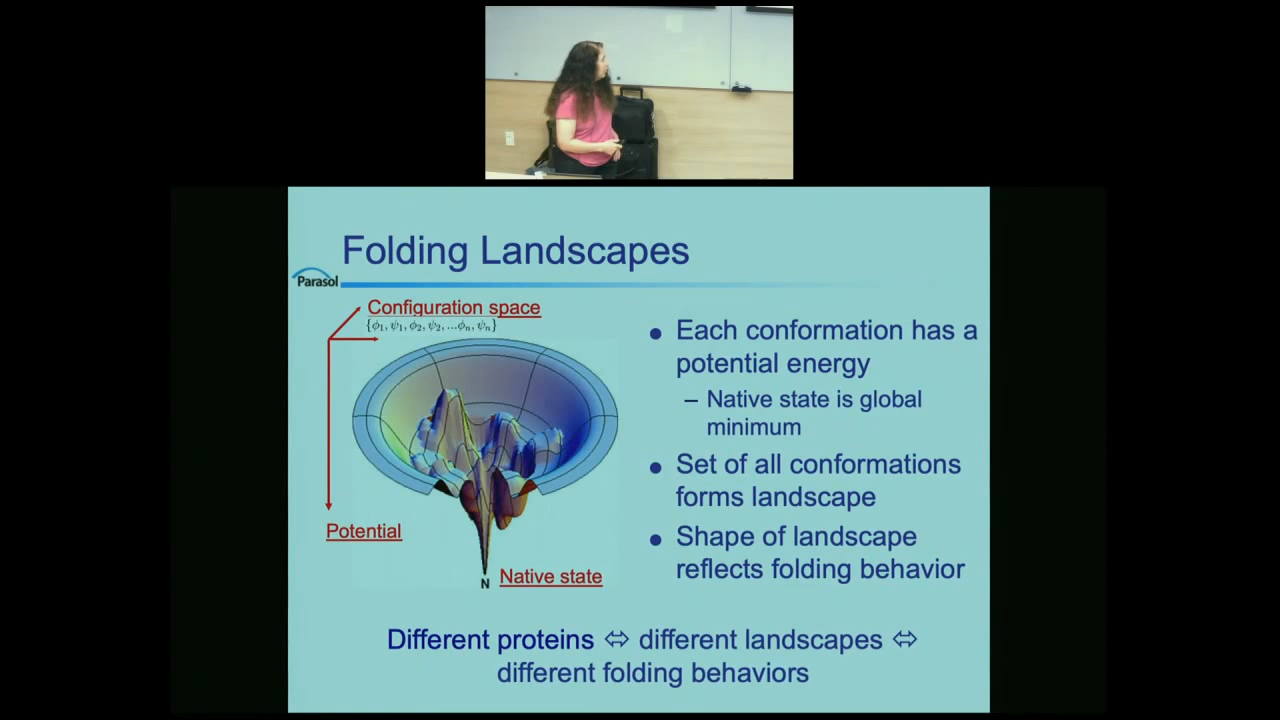 Folding Landscapes
Parasol
Configuration space
{ϕ₁, ψ₁, ϕ₂, ψ₂, ...ϕₙ, ψₙ}
Potential
N
Native state
• Each conformation has a
potential energy
– Native state is global
minimum
• Set of all conformations
forms landscape
• Shape of landscape
reflects folding behavior
Different proteins ⇔ different landscapes ⇔
different folding behaviors